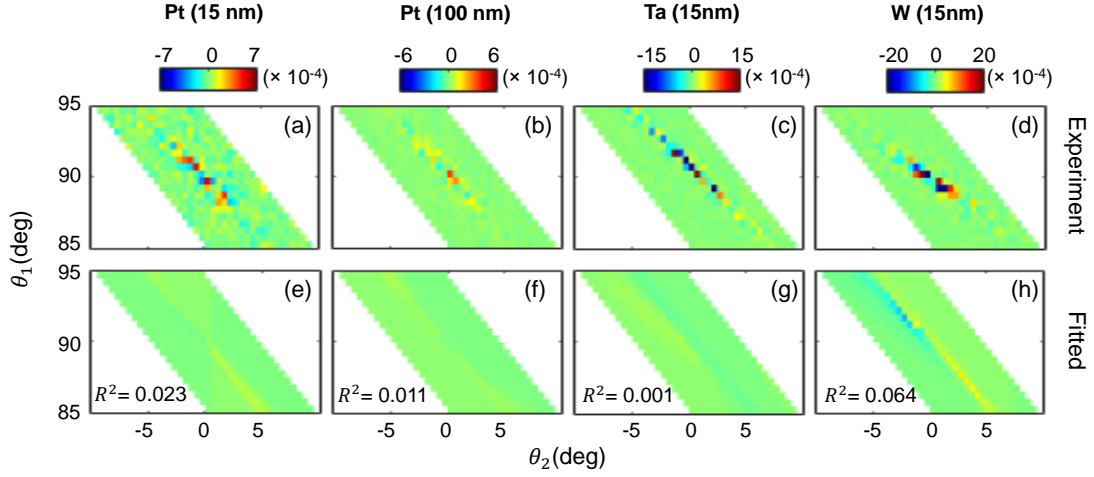 Pt (15 nm) Pt (100 nm) Ta (15nm) W (15nm)
-7 0 7 (× 10⁻⁴) -6 0 6 (× 10⁻⁴) -15 0 15 (× 10⁻⁴) -20 0 20 (× 10⁻⁴)
95 (a) (b) (c) (d)
90
85
Experiment
θ₁(deg)
95 (e) (f) (g) (h)
90
R²= 0.023 R²= 0.011 R²= 0.001 R²= 0.064
85
Fitted
-5 0 5 -5 0 5 -5 0 5 -5 0 5
θ₂(deg)